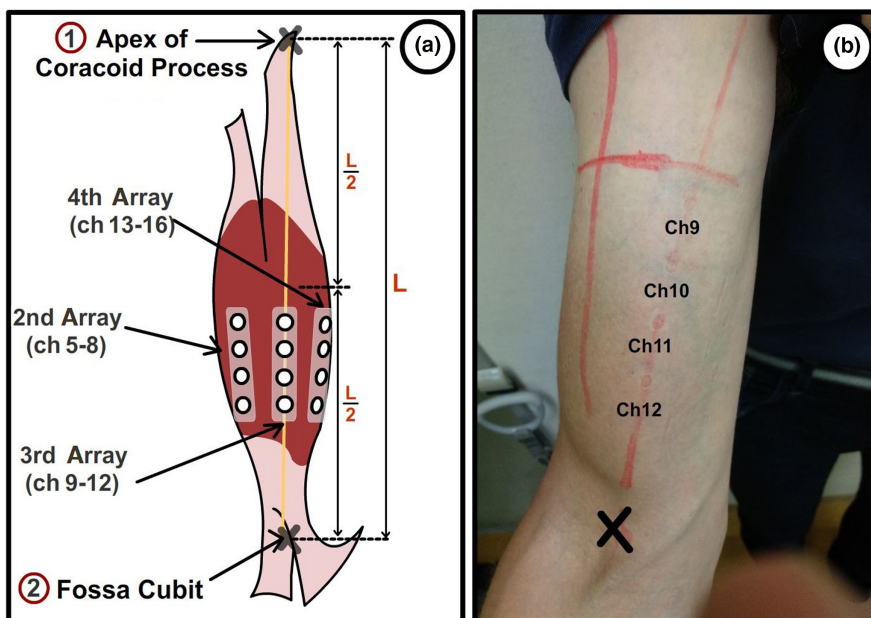 1 Apex of
Coracoid Process
(a)
L
2
4th Array
(ch 13-16)
L
2nd Array
(ch 5-8)
L
2
3rd Array
(ch 9-12)
2 Fossa Cubit
(b)
Ch9
Ch10
Ch11
Ch12
X